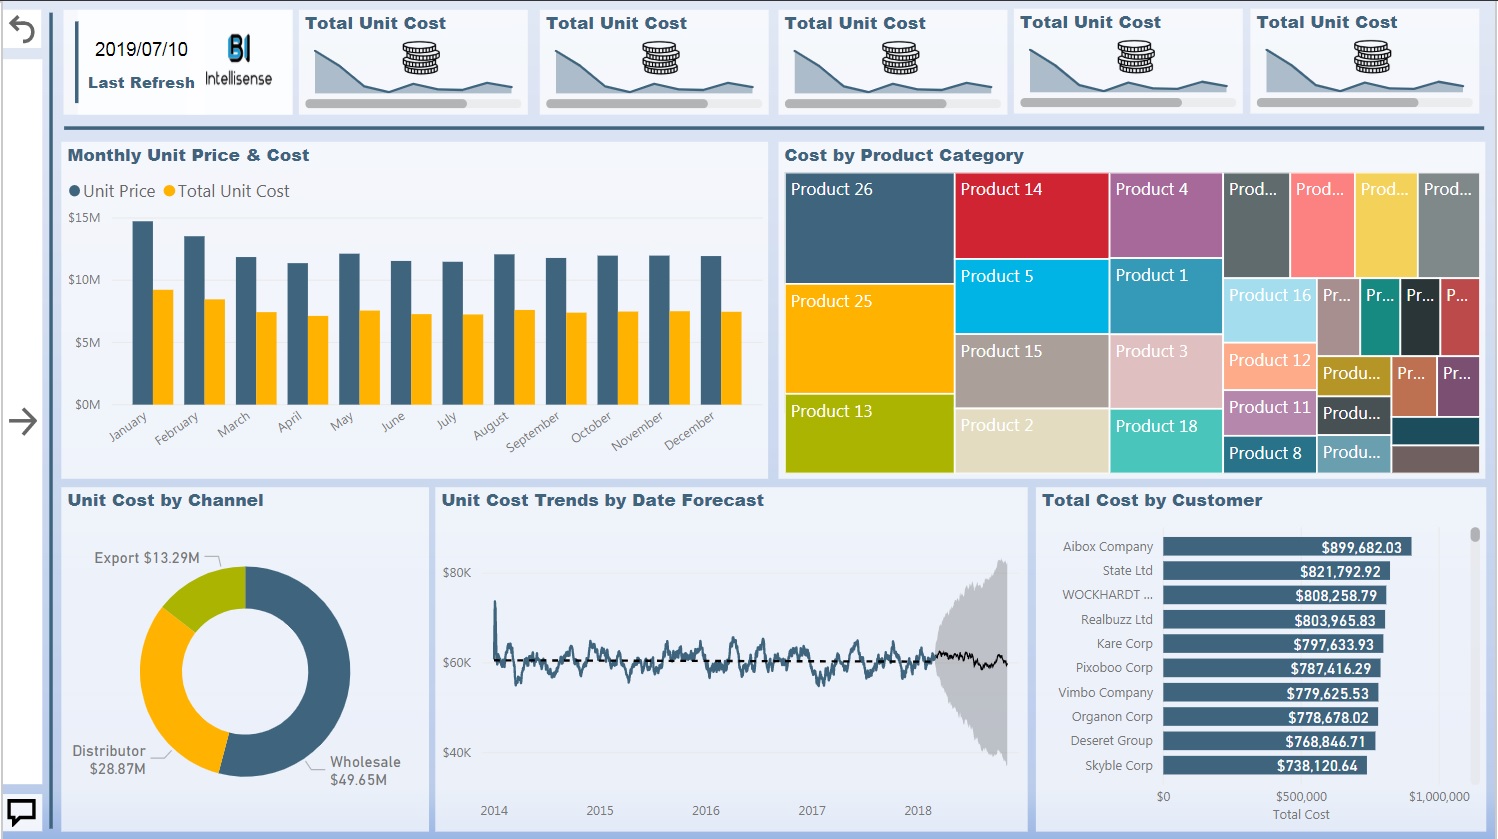 2019/07/10
Last Refresh
BI
Intellisense
Total Unit Cost
Total Unit Cost
Total Unit Cost
Total Unit Cost
Total Unit Cost
Monthly Unit Price & Cost
Unit Price
Total Unit Cost
$15M
$10M
$5M
$0M
January
February
March
April
May
June
July
August
September
October
November
December
Cost by Product Category
Product 26
Product 25
Product 13
Product 14
Product 5
Product 15
Product 2
Product 4
Product 1
Product 3
Product 18
Prod...
Prod...
Prod...
Prod...
Product 16
Product 12
Product 11
Product 8
Pr...
Pr...
Pr...
P...
Produ...
Produ...
Produ...
Pr...
Pr...
Unit Cost by Channel
Export $13.29M
Distributor
$28.87M
Wholesale
$49.65M
Unit Cost Trends by Date Forecast
$80K
$60K
$40K
2014
2015
2016
2017
2018
Total Cost by Customer
Aibox Company $899,682.03
State Ltd $821,792.92
WOCKHARDT ... $808,258.79
Realbuzz Ltd $803,965.83
Kare Corp $797,633.93
Pixoboo Corp $787,416.29
Vimbo Company $779,625.53
Organon Corp $778,678.02
Deseret Group $768,846.71
Skyble Corp $738,120.64
$0
$500,000
$1,000,000
Total Cost